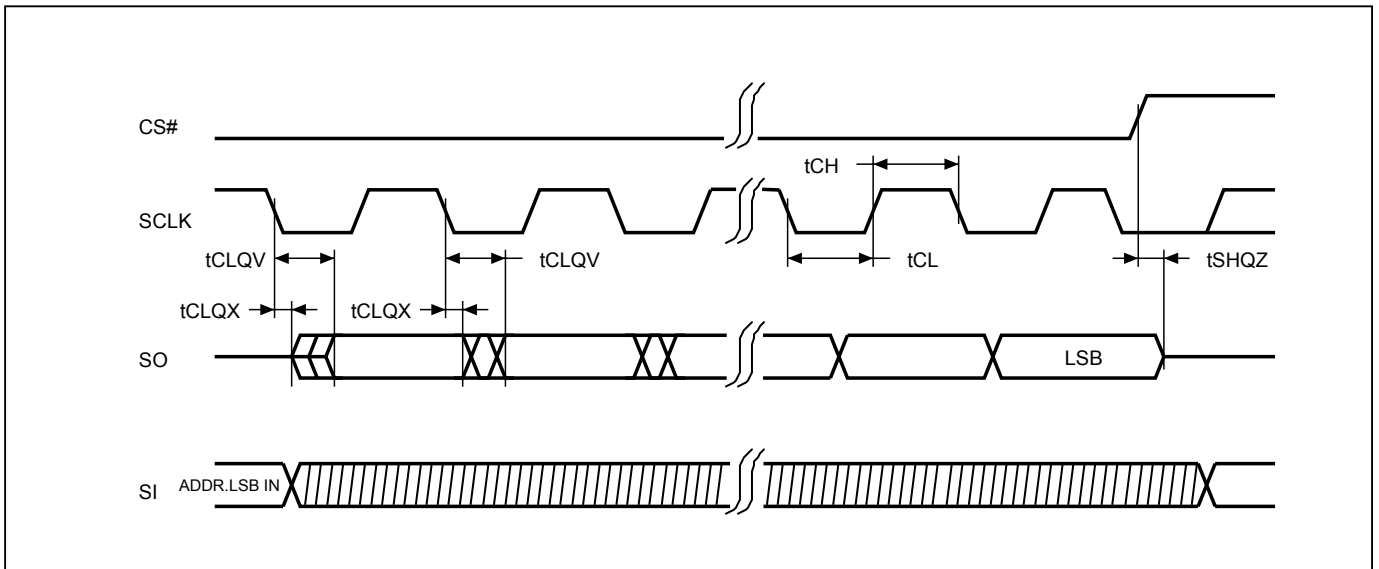 CS#
tCH
SCLK
tCLQV
tCLQV
tCL
tSHQZ
tCLQX
tCLQX
SO
LSB
SI
ADDR.LSB IN